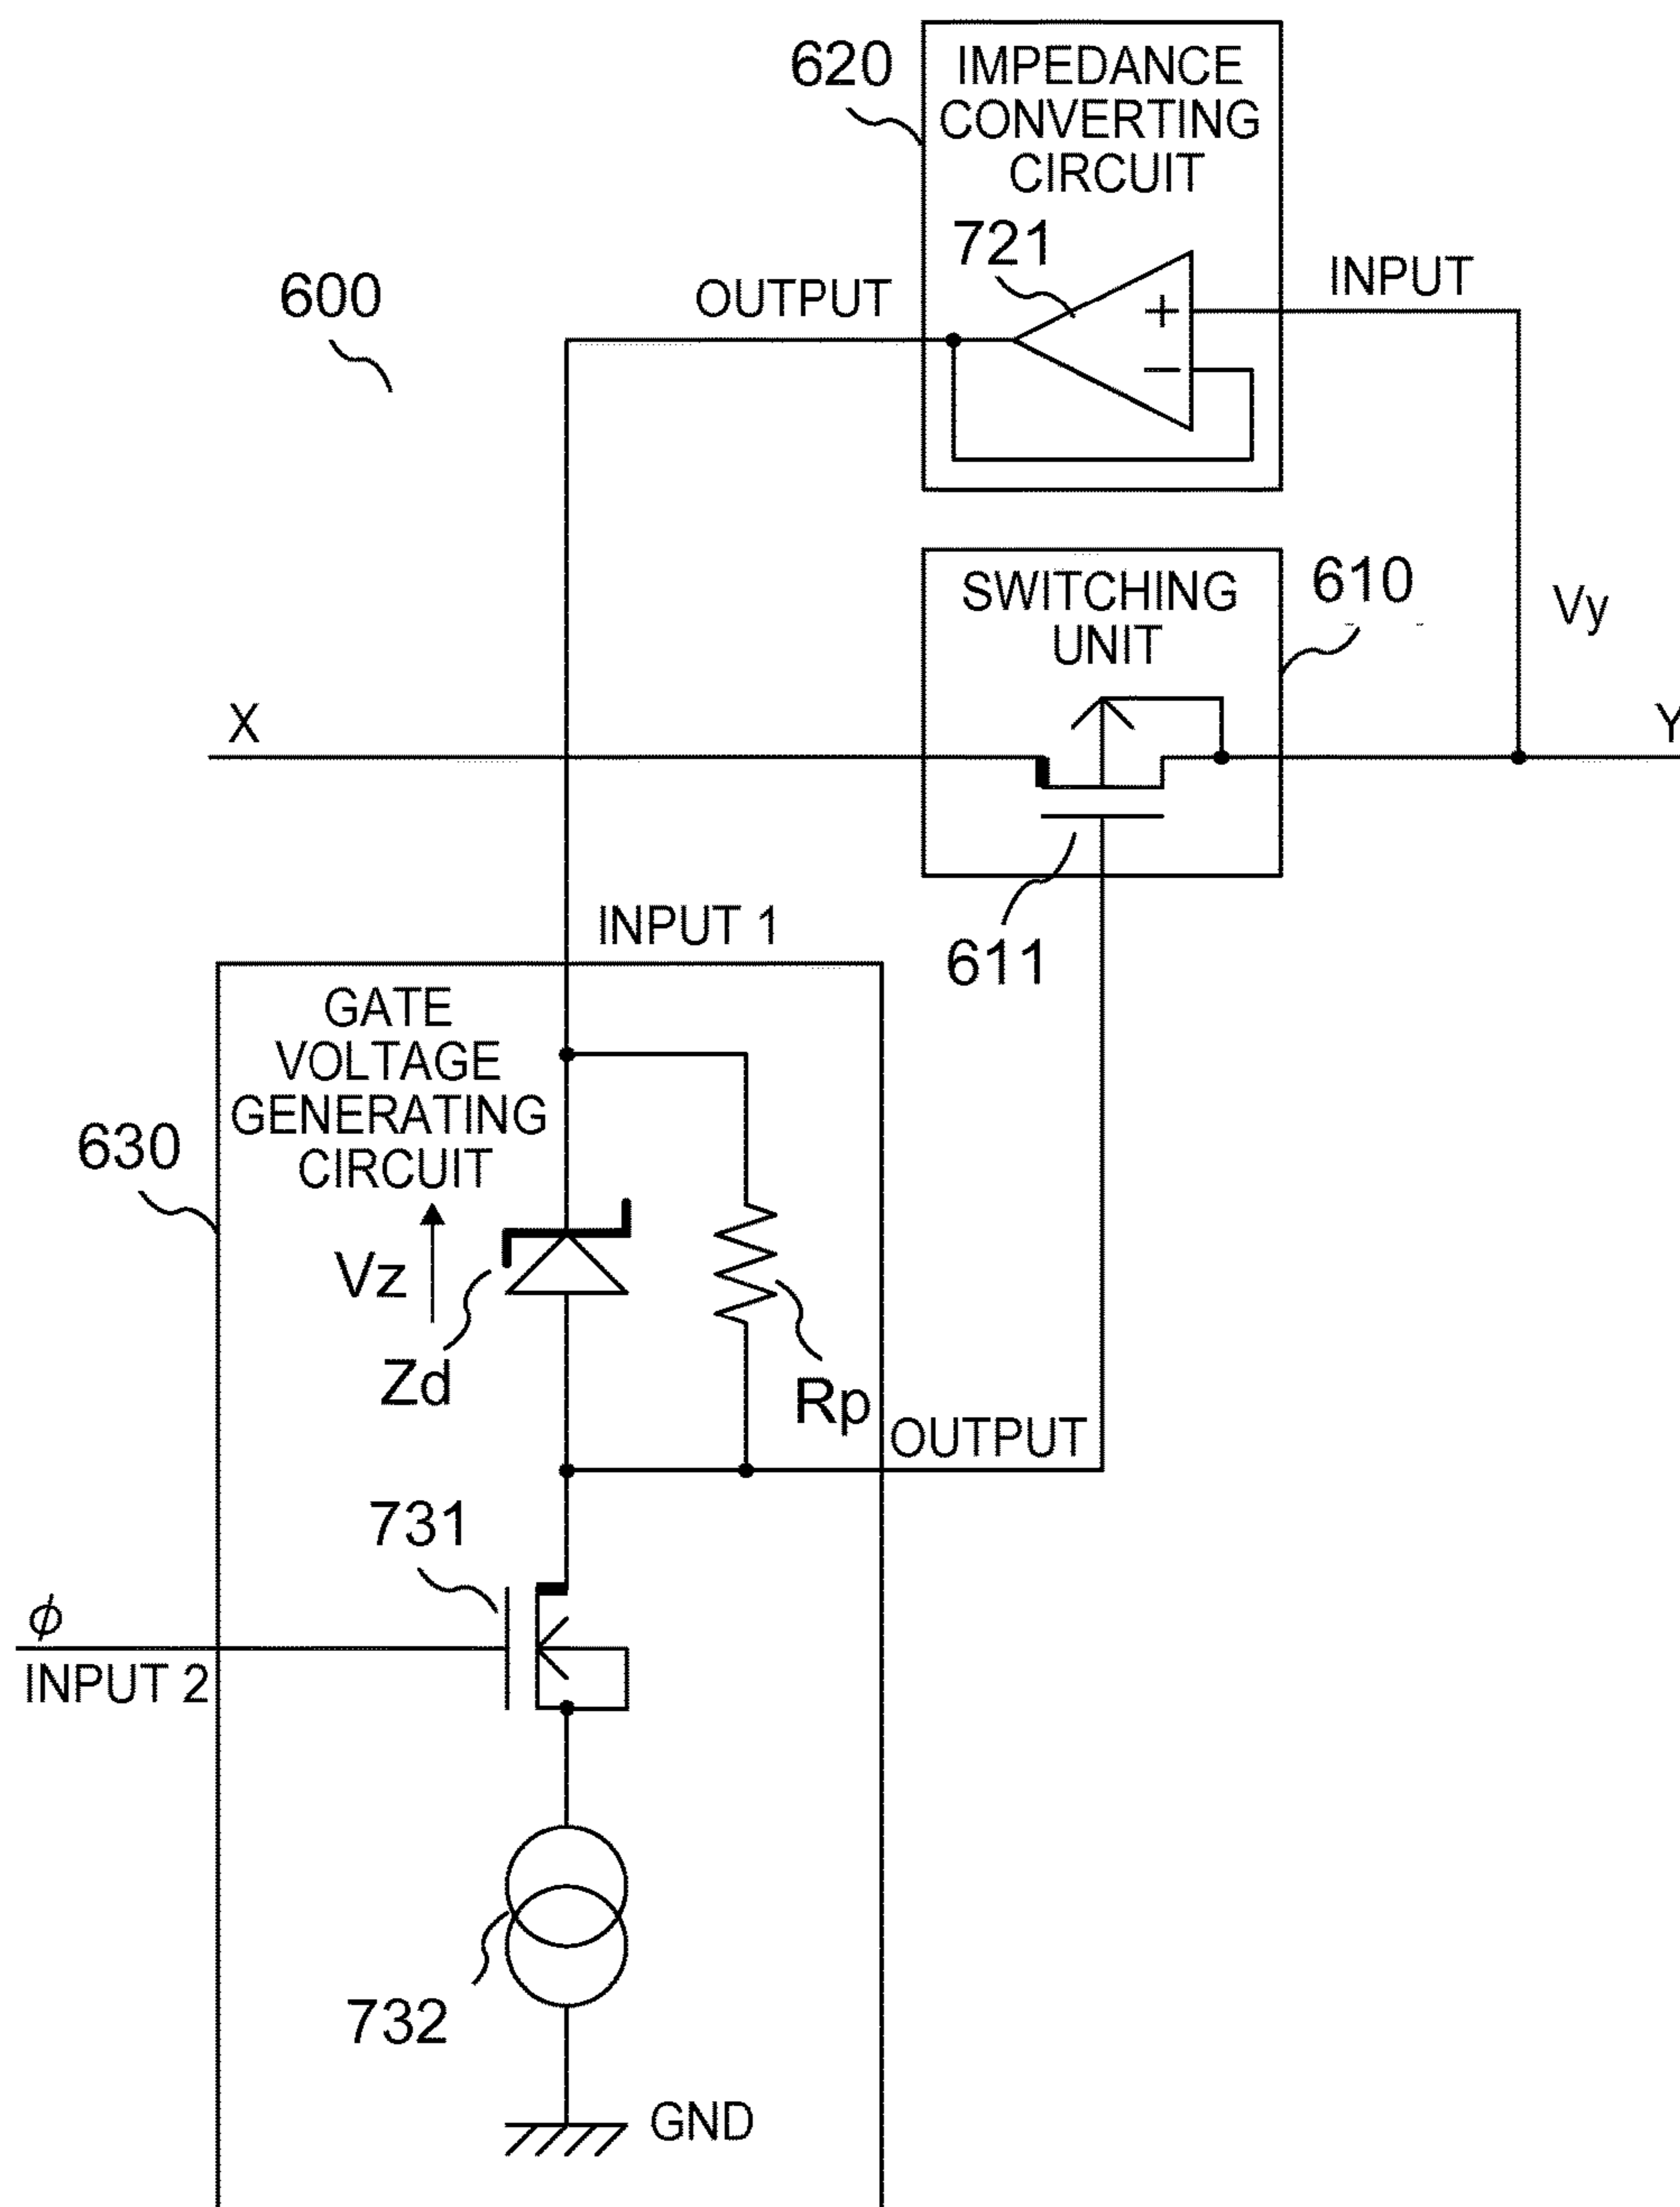 620
IMPEDANCE
CONVERTING
CIRCUIT
721
+
−
INPUT
OUTPUT
600
SWITCHING
UNIT
610
Vy
X
Y
611
INPUT 1
GATE
VOLTAGE
GENERATING
CIRCUIT
630
Vz
Zd
Rp
OUTPUT
731
ϕ
INPUT 2
732
GND